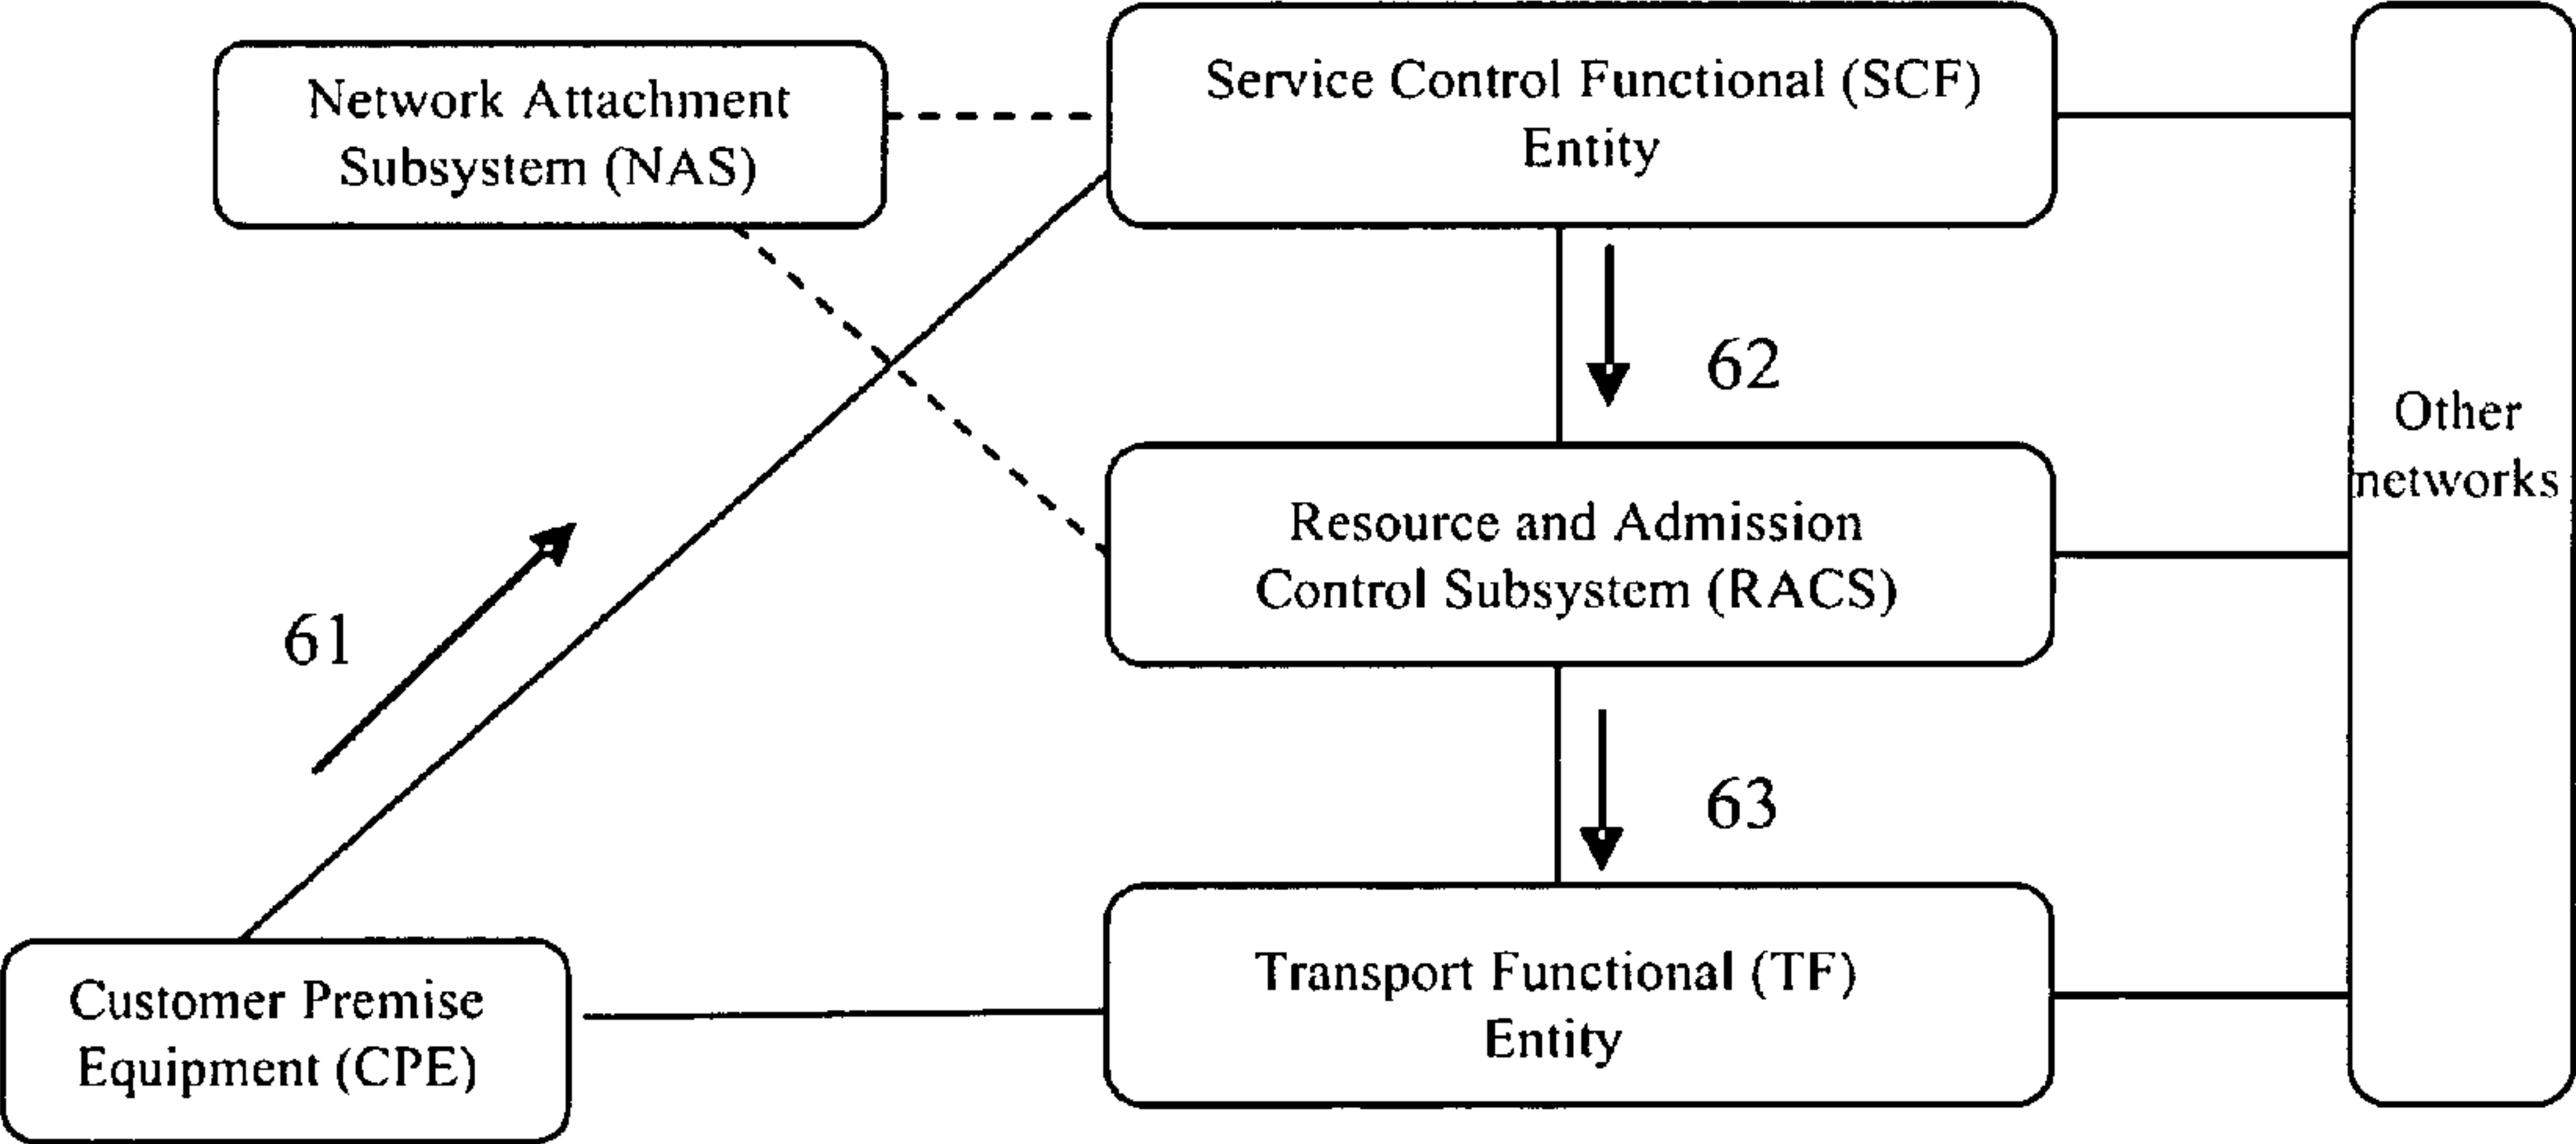 Network Attachment
Subsystem (NAS)
Service Control Functional (SCF)
Entity
62
Other
networks
Resource and Admission
Control Subsystem (RACS)
61
63
Customer Premise
Equipment (CPE)
Transport Functional (TF)
Entity